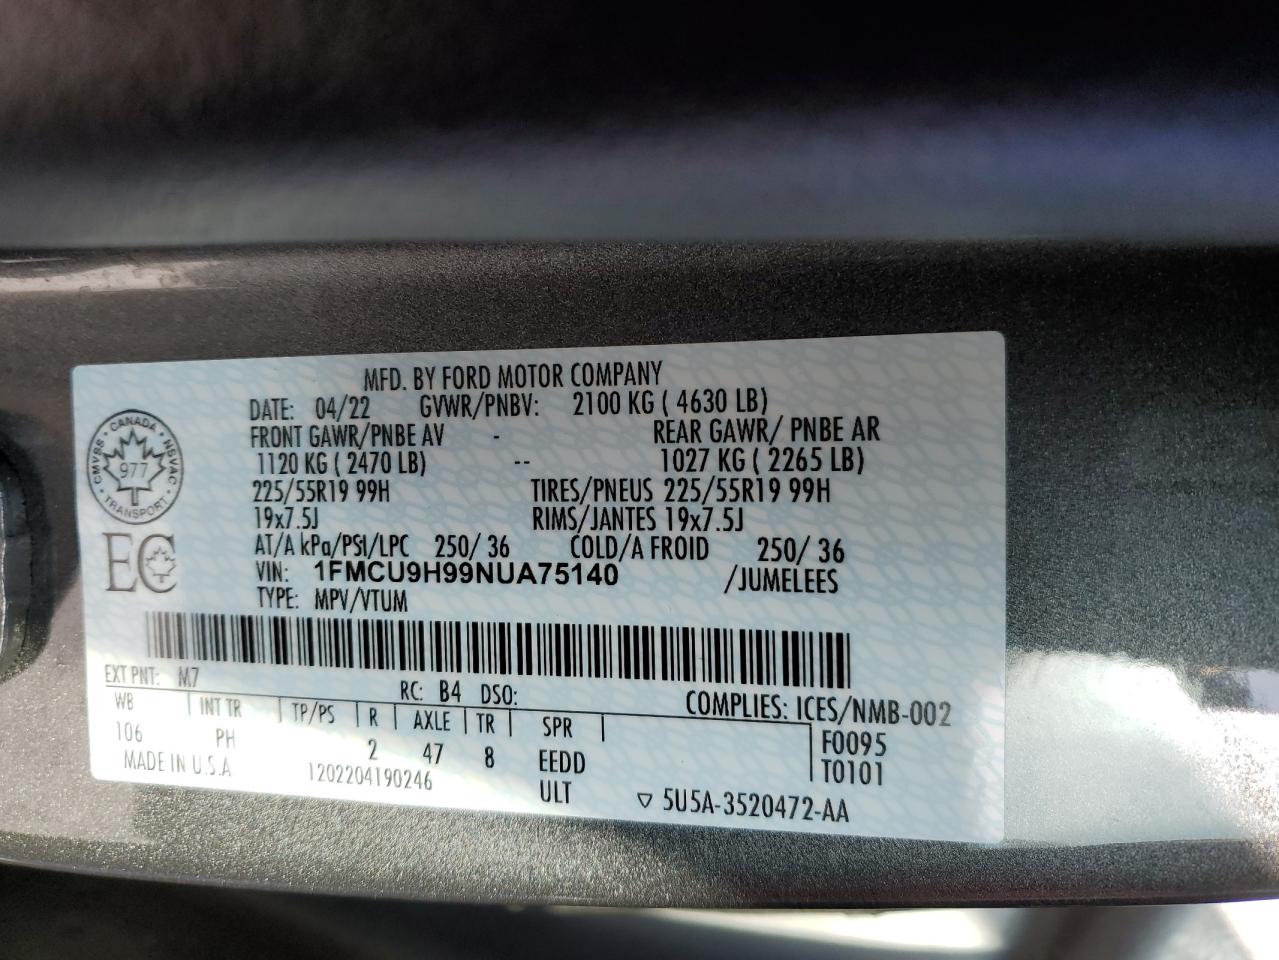 MFD. BY FORD MOTOR COMPANY
DATE: 04/22 GVWR/PNBV: 2100 KG ( 4630 LB)
FRONT GAWR/PNBE AV - REAR GAWR/ PNBE AR
1120 KG ( 2470 LB) -- 1027 KG ( 2265 LB)
225/55R19 99H TIRES/PNEUS 225/55R19 99H
19x7.5J RIMS/JANTES 19x7.5J
AT/A kPa/PSI/LPC 250/ 36 COLD/A FROID 250/ 36
VIN: 1FMCU9H99NUA75140 /JUMELEES
TYPE: MPV/VTUM
CANADA
CMVSS 977 NSVAC
TRANSPORT
EC
EXT PNT: M7 RC: B4 DSO: COMPLIES: ICES/NMB-002
WB | INT TR | TP/PS | R | AXLE | TR | SPR | F0095
106 PH 2 47 8 EEDD T0101
MADE IN U.S.A 1202204190246 ULT ▽ 5U5A-3520472-AA